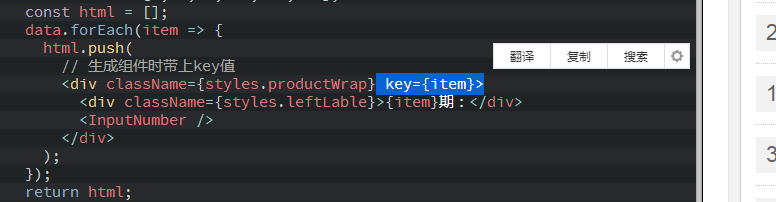 const html = [];
data.forEach(item => {
html.push(
// 生成组件时带上key值
<div className={styles.productWrap} key={item}>
<div className={styles.leftLable}>{item}期：</div>
<InputNumber />
</div>
);
});
return html;
翻译 复制 搜索
2
1
3